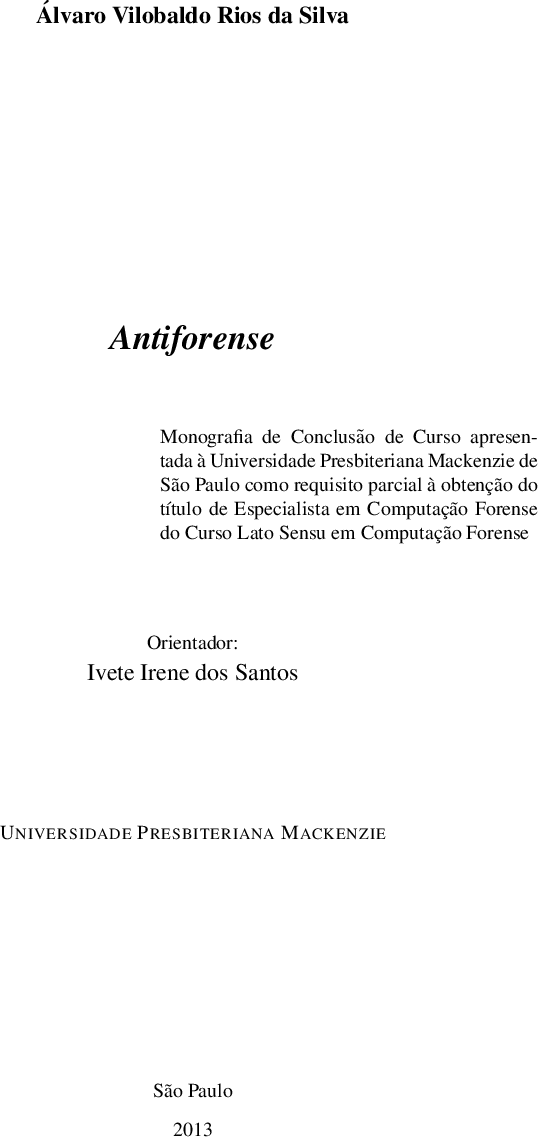 Álvaro Vilobaldo Rios da Silva
Antiforense
Monografia de Conclusão de Curso apresen-
tada à Universidade Presbiteriana Mackenzie de
São Paulo como requisito parcial à obtenção do
título de Especialista em Computação Forense
do Curso Lato Sensu em Computação Forense
Orientador:
Ivete Irene dos Santos
UNIVERSIDADE PRESBITERIANA MACKENZIE
São Paulo
2013